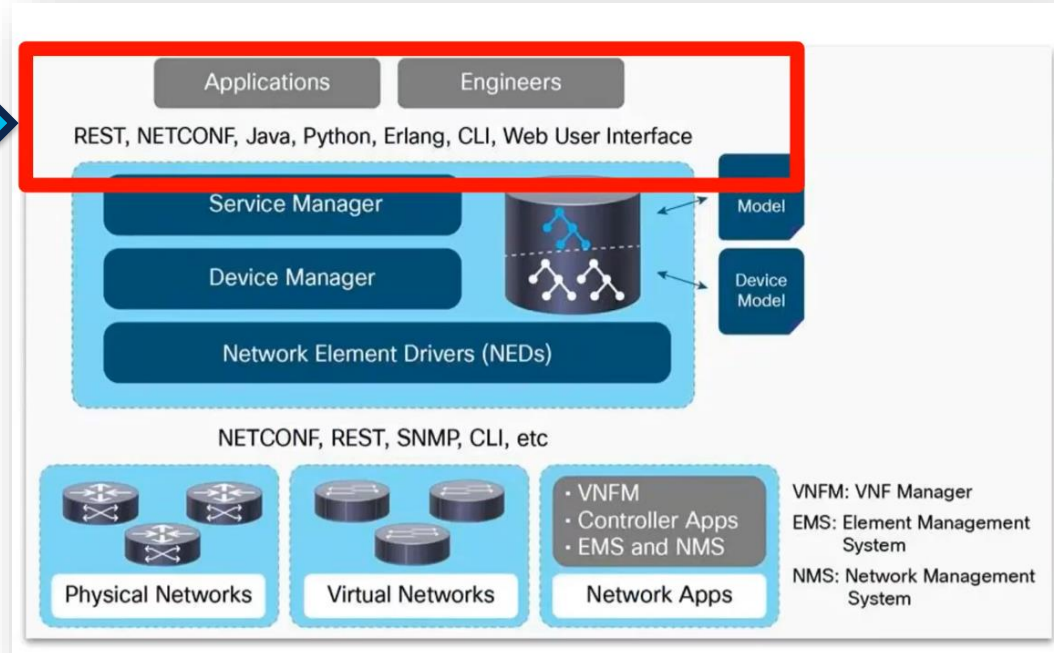 Applications
Engineers
REST, NETCONF, Java, Python, Erlang, CLI, Web User Interface
Service Manager
Model
Device Manager
Device
Model
Network Element Drivers (NEDs)
NETCONF, REST, SNMP, CLI, etc
· VNFM
· Controller Apps
· EMS and NMS
Physical Networks
Virtual Networks
Network Apps
VNFM: VNF Manager
EMS: Element Management
System
NMS: Network Management
System